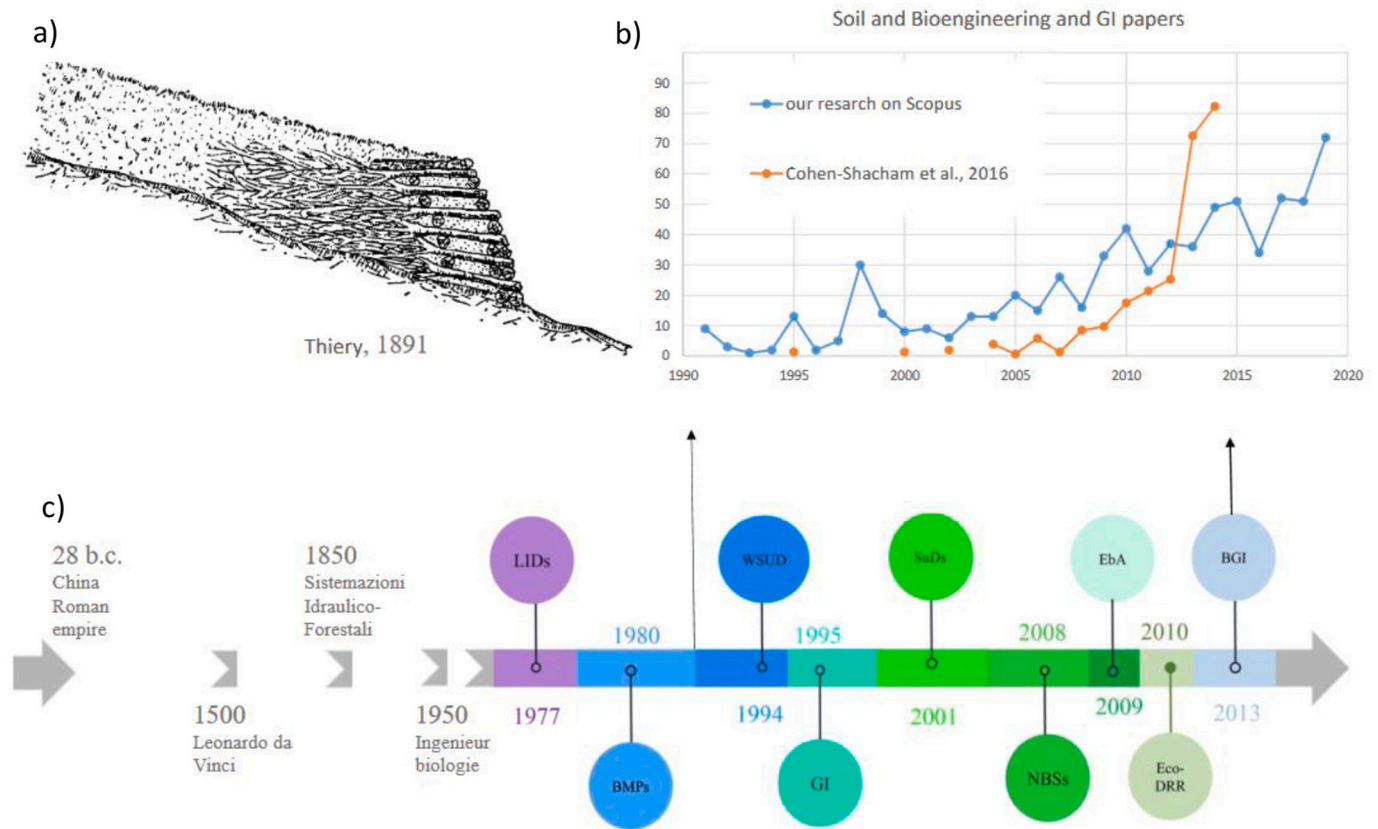 a)
Thiery, 1891
b)
Soil and Bioengineering and GI papers
90
80
70
60
50
40
30
20
10
0
our resarch on Scopus
Cohen-Shacham et al., 2016
1990
1995
2000
2005
2010
2015
2020
c)
28 b.c.
China
Roman
empire
1500
Leonardo da
Vinci
1850
Sistemazioni
Idraulico-
Forestali
1950
Ingenieur
biologie
LIDs
1977
1980
BMPs
WSUD
1994
1995
GI
SuDs
2001
2008
NBSs
EbA
2009
2010
Eco-
DRR
BGI
2013